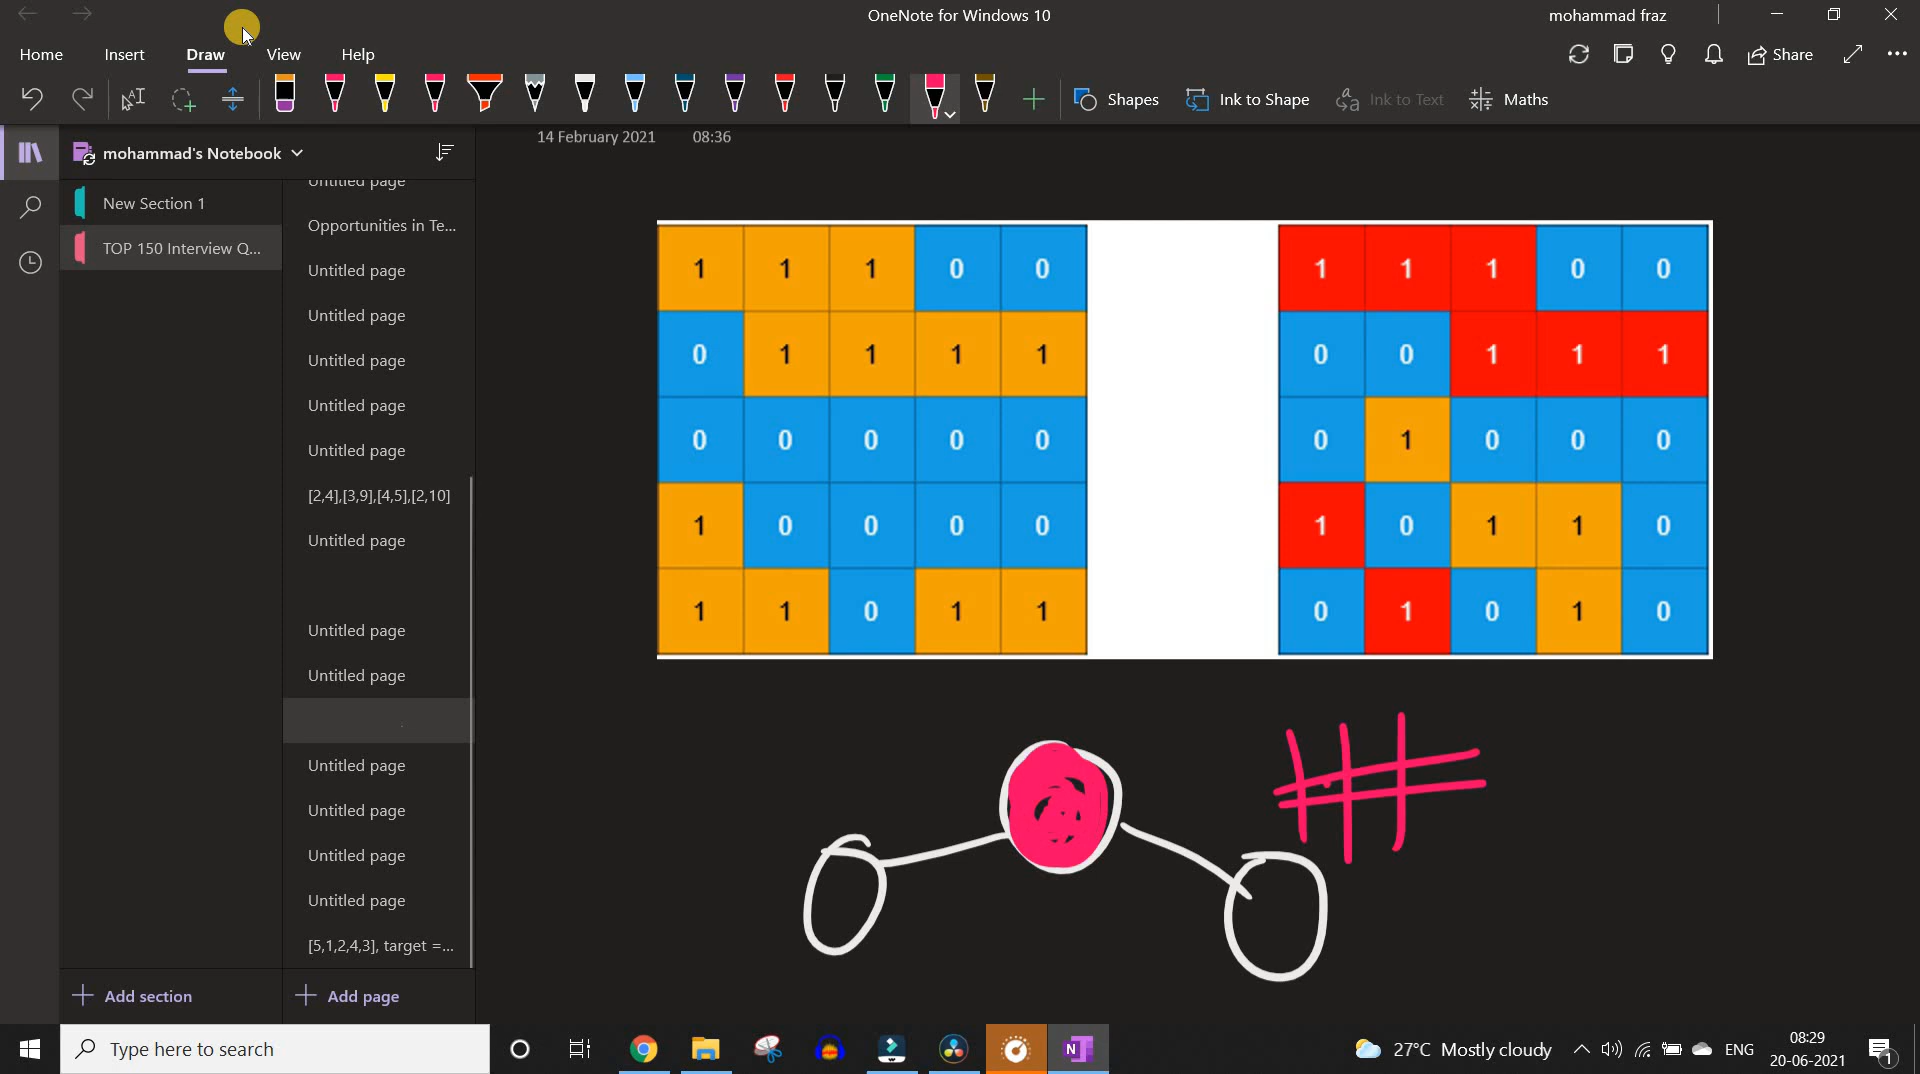 OneNote for Windows 10
mohammad fraz
Home Insert Draw View Help
Share
Shapes Ink to Shape Ink to Text Maths
mohammad's Notebook
14 February 2021 08:36
New Section 1
TOP 150 Interview Q...
Untitled page
Opportunities in Te...
Untitled page
Untitled page
Untitled page
Untitled page
Untitled page
[2,4],[3,9],[4,5],[2,10]
Untitled page
Untitled page
Untitled page
Untitled page
Untitled page
Untitled page
Untitled page
[5,1,2,4,3], target =...
Add section
Add page
1 1 1 0 0
0 1 1 1 1
0 0 0 0 0
1 0 0 0 0
1 1 0 1 1
1 1 1 0 0
0 0 1 1 1
0 1 0 0 0
1 0 1 1 0
0 1 0 1 0
Type here to search
27°C Mostly cloudy
ENG
08:29
20-06-2021
1